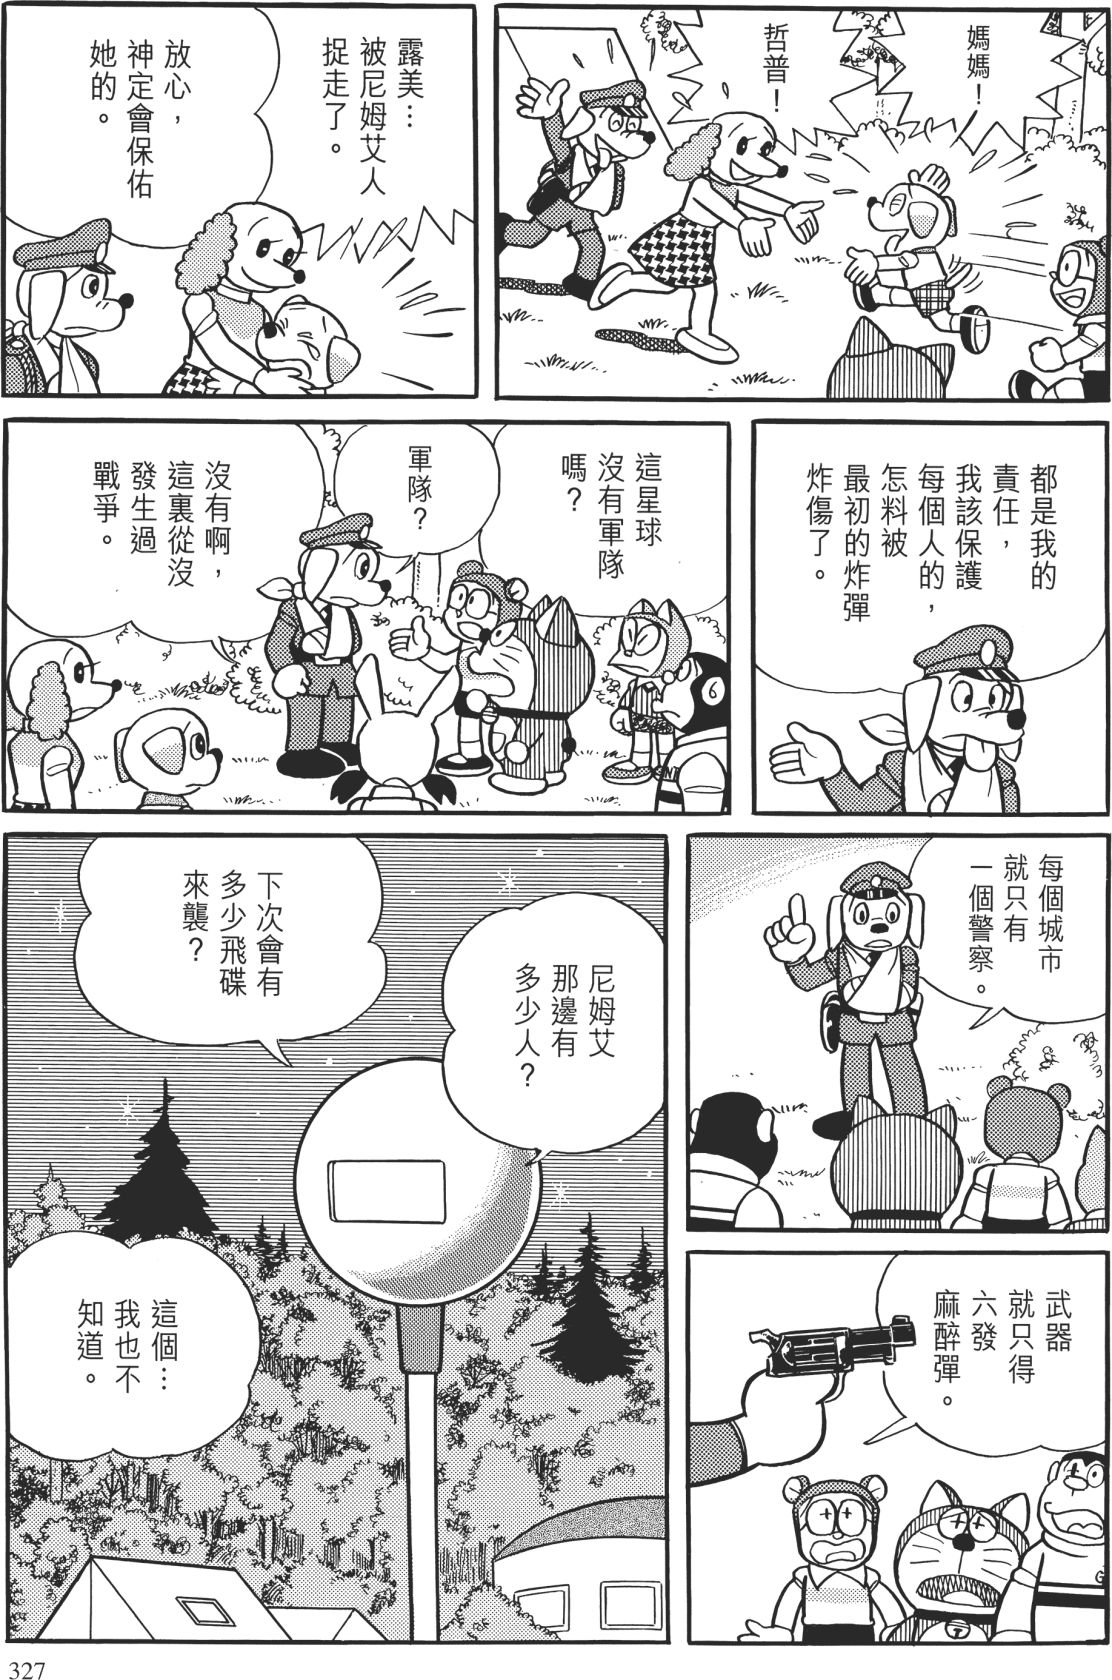 媽媽！
哲普！
露美⋯
被尼姆艾人
捉走了。
放心，
神定會保佑
她的。
都是我的
責任，
我該保護
每個人的，
怎料被
最初的炸彈
炸傷了。
這星球
沒有軍隊
嗎？
軍隊？
沒有啊，
這裏從沒
發生過
戰爭。
每個城市
就只有
一個警察。
武器
就只得
六發
麻醉彈。
尼姆艾
那邊有
多少人？
下次會有
多少飛碟
來襲？
這個⋯
我也不
知道。
327